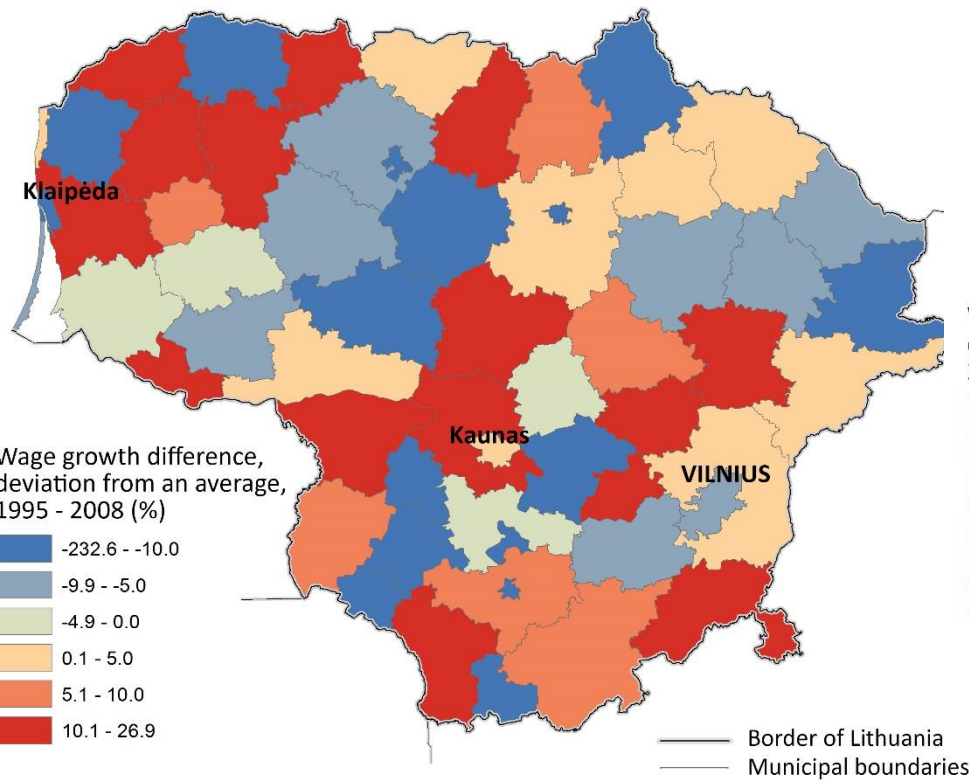 Klaipėda
Kaunas
VILNIUS
Wage growth difference,
deviation from an average,
1995 - 2008 (%)
-232.6 - -10.0
-9.9 - -5.0
-4.9 - 0.0
0.1 - 5.0
5.1 - 10.0
10.1 - 26.9
Border of Lithuania
Municipal boundaries